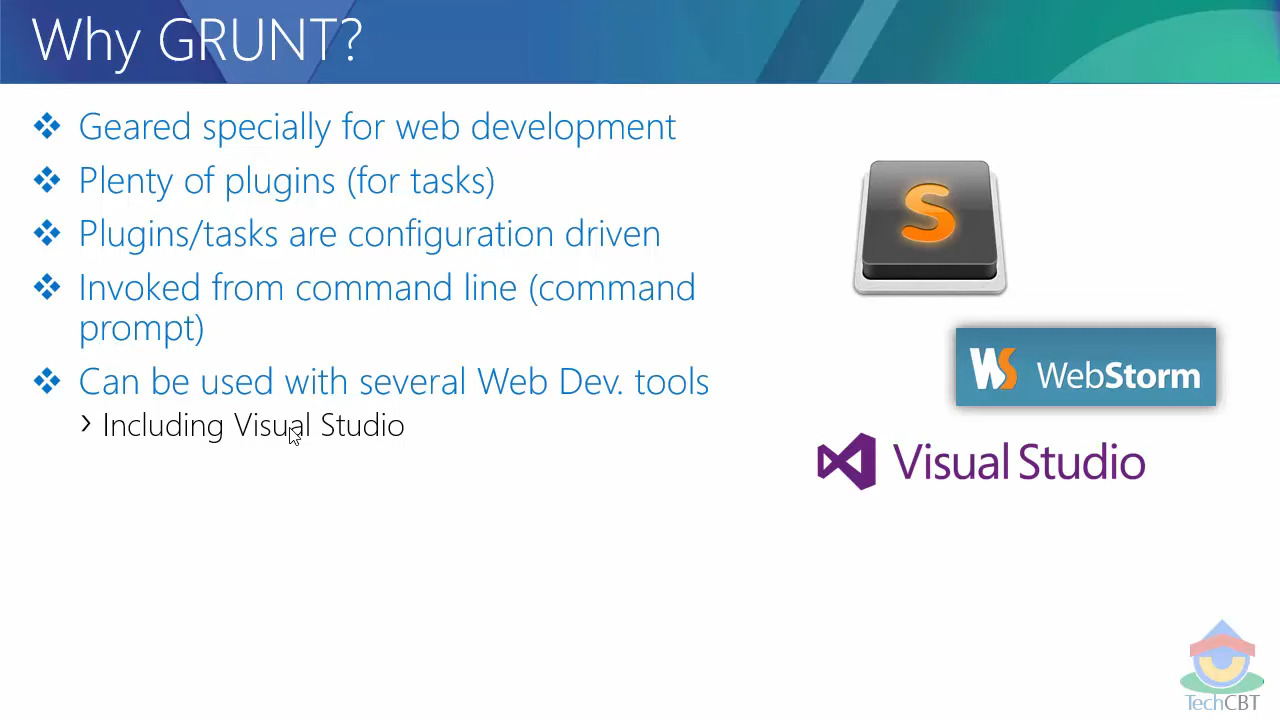 Why GRUNT?
Geared specially for web development
Plenty of plugins (for tasks)
Plugins/tasks are configuration driven
Invoked from command line (command
prompt)
Can be used with several Web Dev. tools
Including Visual Studio
S
WS WebStorm
Visual Studio
TechCBT